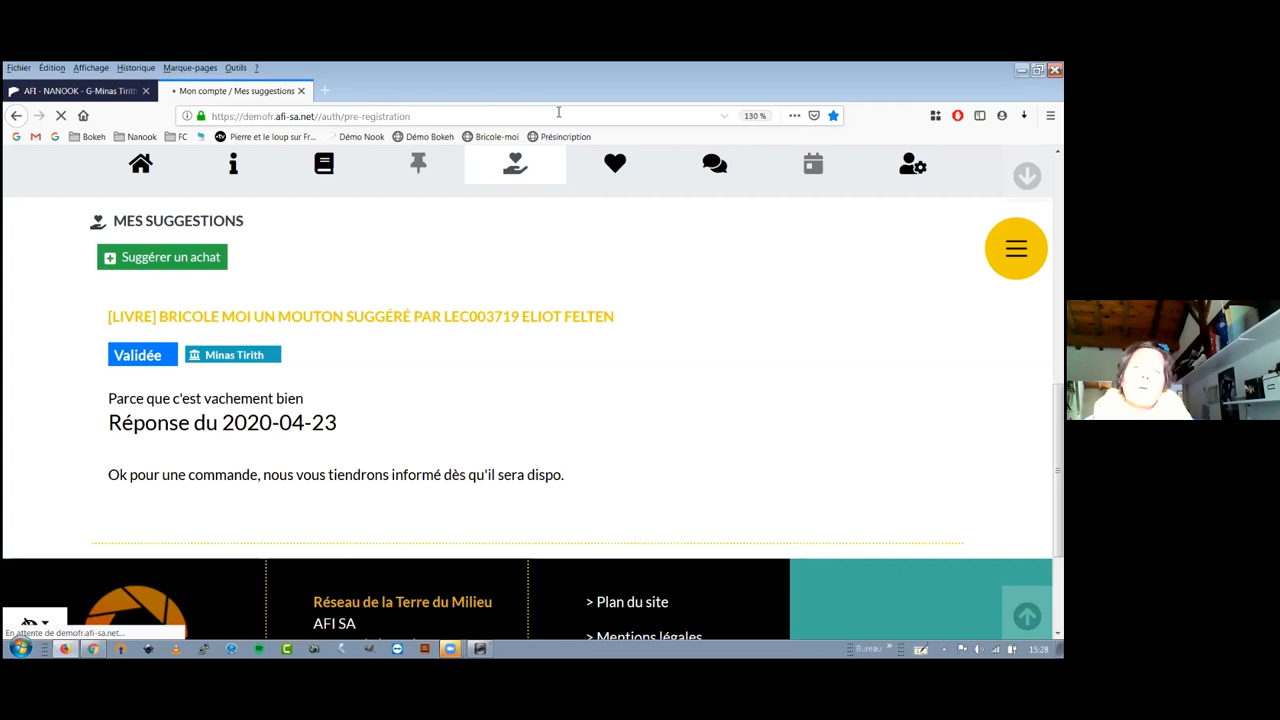 Fichier Édition Affichage Historique Marque-pages Outils ?
AFI - NANOOK - G-Minas Tirith
Mon compte / Mes suggestions
https://demofr.afi-sa.net//auth/pre-registration
130 %
Bokeh Nanook FC Pierre et le loup sur Fr... Démo Nook Démo Bokeh Bricole-moi Présincription
MES SUGGESTIONS
Suggérer un achat
[LIVRE] BRICOLE MOI UN MOUTON SUGGÉRÉ PAR LEC003719 ELIOT FELTEN
Validée Minas Tirith
Parce que c'est vachement bien
Réponse du 2020-04-23
Ok pour une commande, nous vous tiendrons informé dès qu'il sera dispo.
Réseau de la Terre du Milieu
> Plan du site
AFI SA
> Mentions légales
En attente de demofr.afi-sa.net...
Bureau
15:28